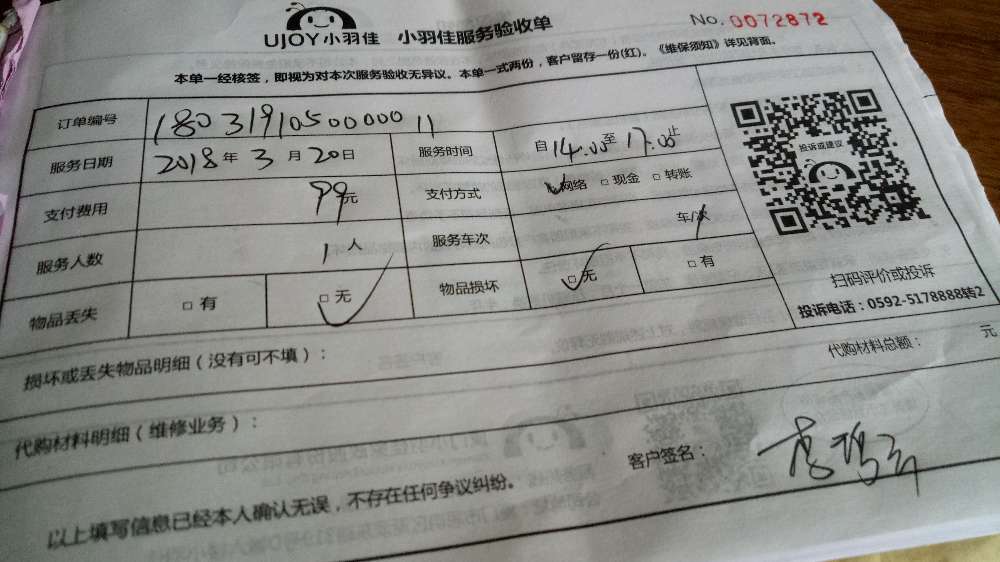 UJOY小羽佳 小羽佳服务验收单 No.0072872
本单一经核签，即视为对本次服务验收无异议。本单一式两份，客户留存一份(红)。《维保须知》详见背面。
订单编号 18031910500000011
服务日期 2018年3月20日 服务时间 自14:00至17:00止
支付费用 99元 支付方式 □网络 □现金 □转账
服务人数 1人 服务车次 车/次
物品丢失 □有 □无 物品损坏 □无 □有
投诉或建议
扫码评价或投诉
投诉电话：0592-5178888转2
损坏或丢失物品明细（没有可不填）：
代购材料明细（维修业务）： 代购材料总额： 元
以上填写信息已经本人确认无误，不存在任何争议纠纷。 客户签名：